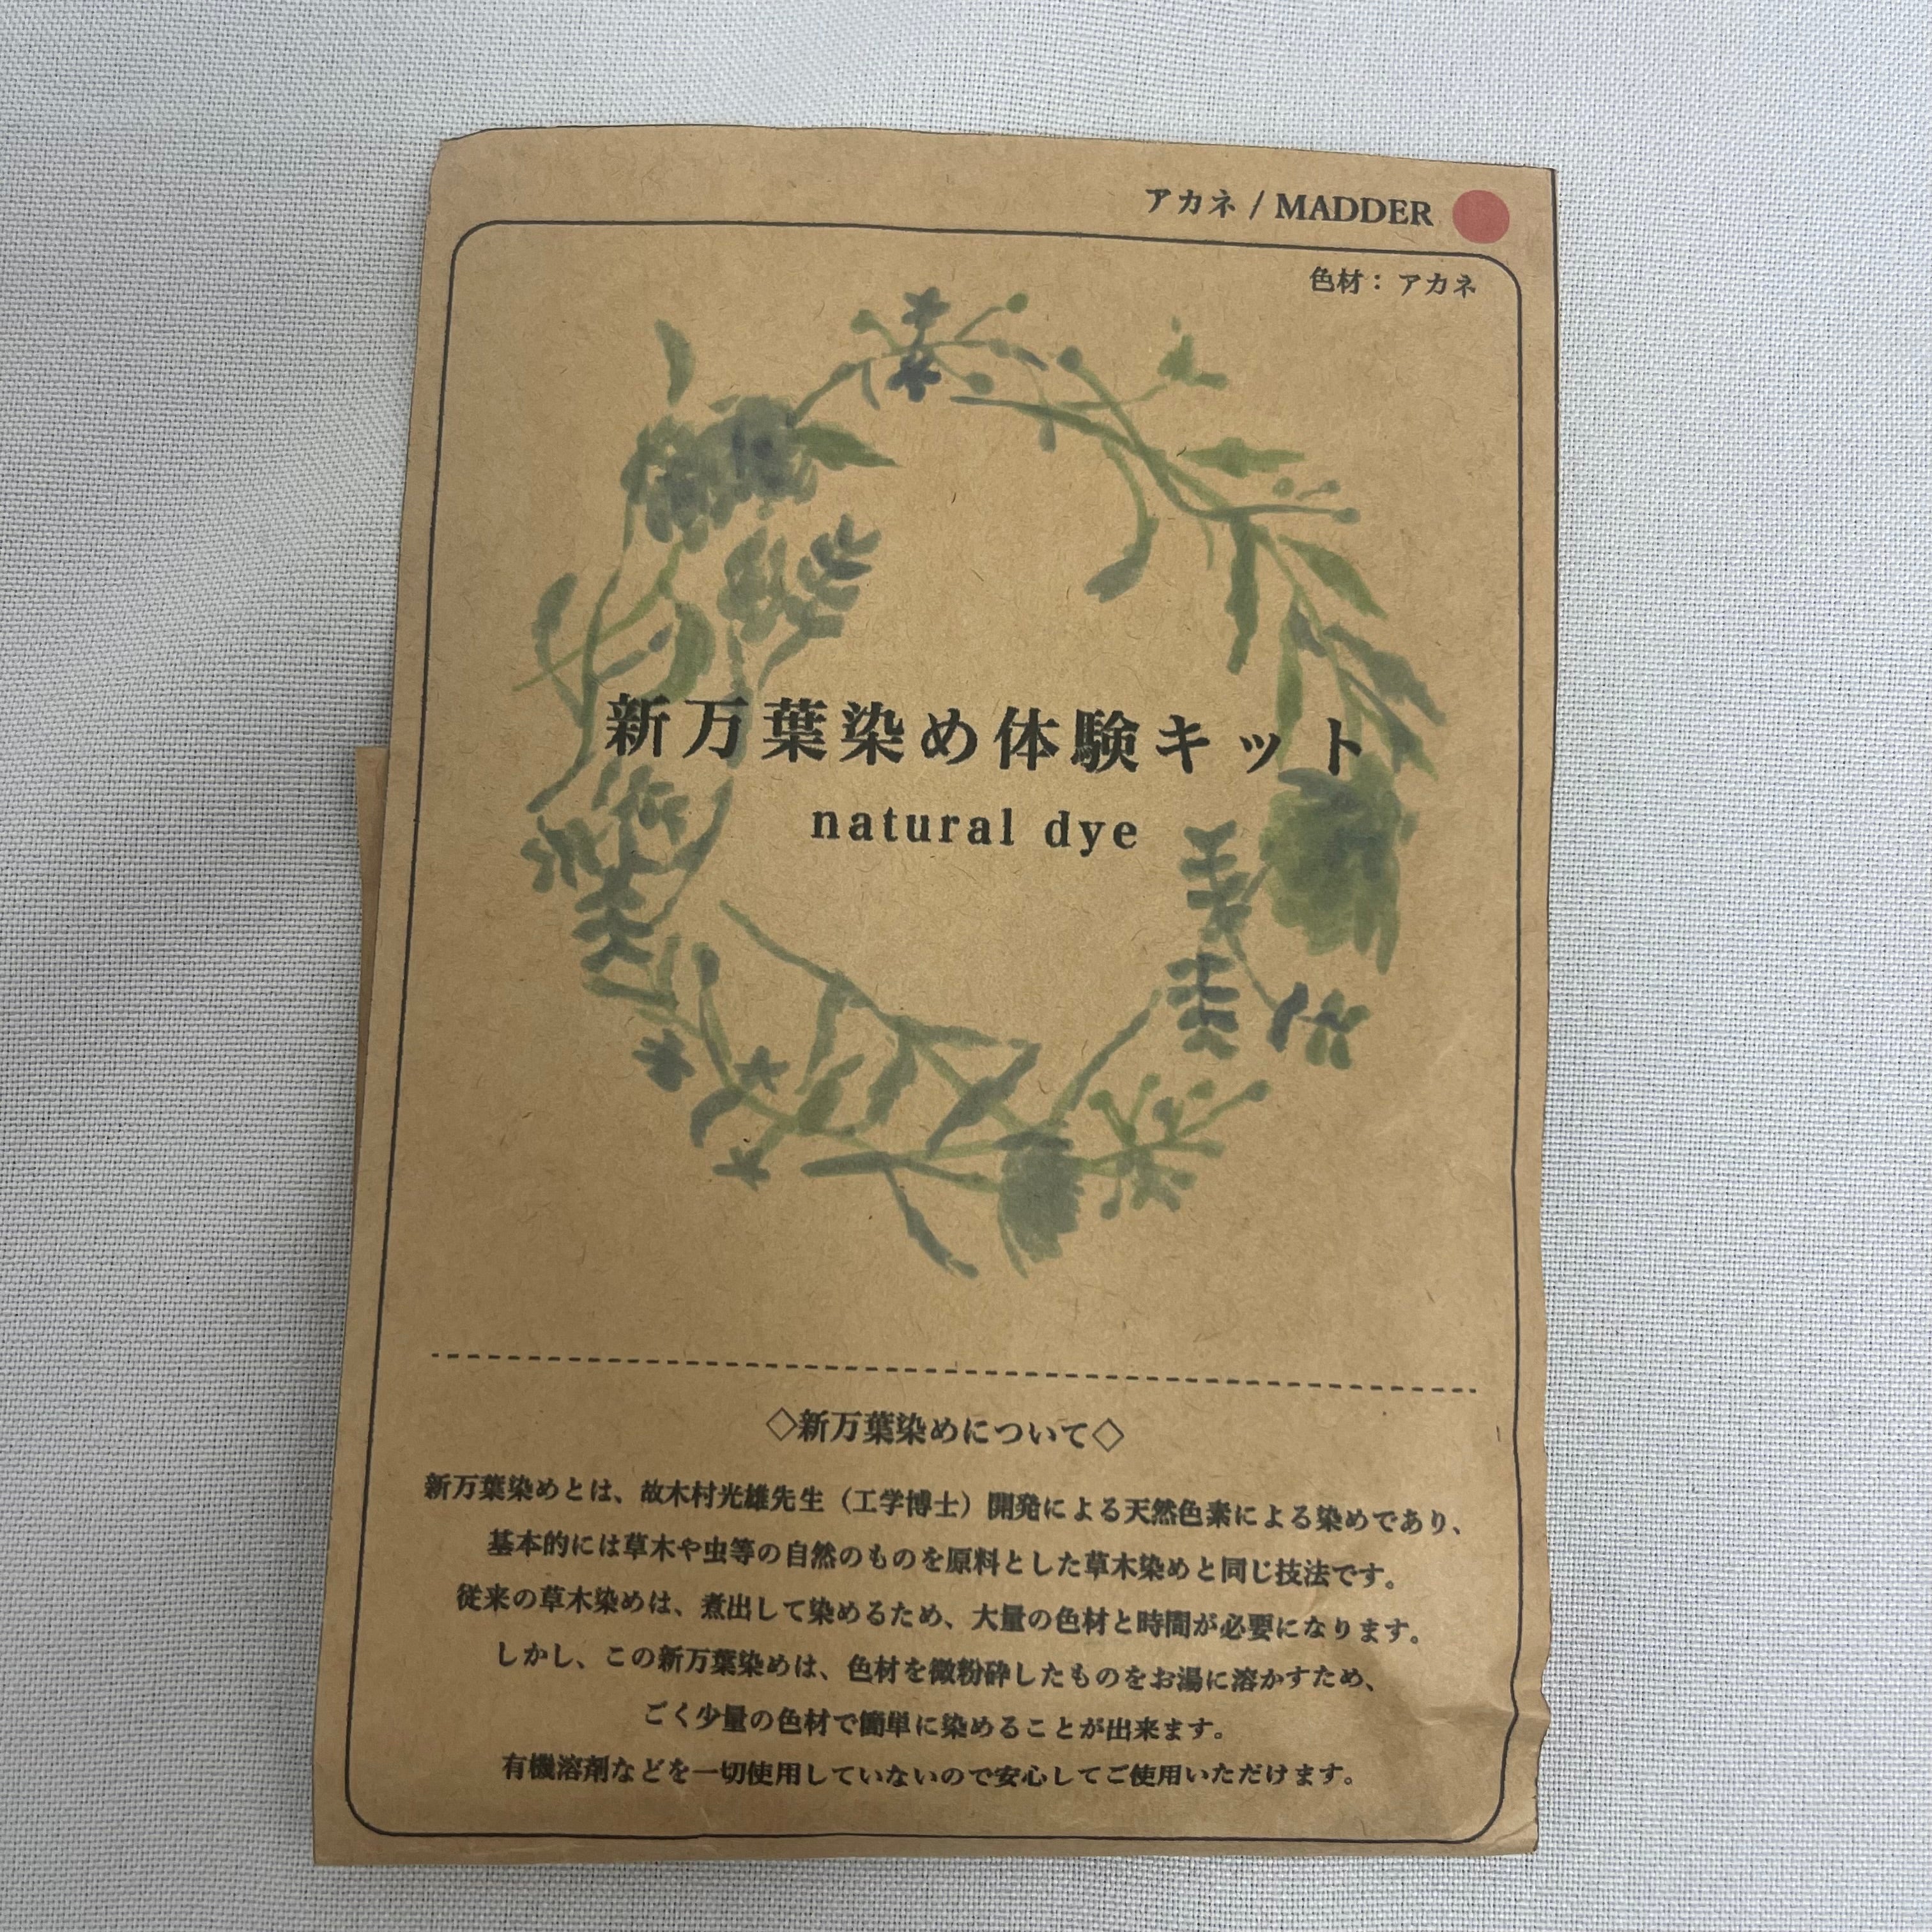 アカネ / MADDER
色材：アカネ
新万葉染め体験キット
natural dye
◇新万葉染めについて◇
新万葉染めとは、故木村光雄先生（工学博士）開発による天然色素による染めであり、
基本的には草木や虫等の自然のものを原料とした草木染めと同じ技法です。
従来の草木染めは、煮出して染めるため、大量の色材と時間が必要になります。
しかし、この新万葉染めは、色材を微粉砕したものをお湯に溶かすため、
ごく少量の色材で簡単に染めることが出来ます。
有機溶剤などを一切使用していないので安心してご使用いただけます。